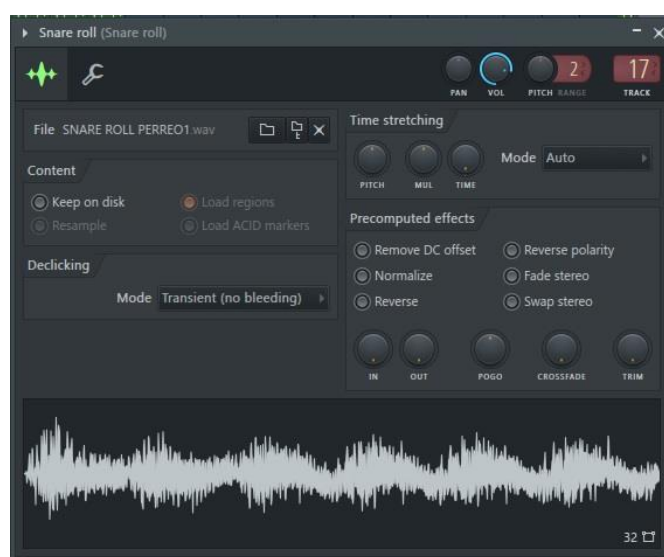 Snare roll (Snare roll)
2
17
PAN VOL PITCH RANGE TRACK
File SNARE ROLL PERREO1.wav
Content
Keep on disk
Load regions
Resample
Load ACID markers
Declicking
Mode Transient (no bleeding)
Time stretching
Mode Auto
PITCH MUL TIME
Precomputed effects
Remove DC offset
Reverse polarity
Normalize
Fade stereo
Reverse
Swap stereo
IN OUT POGO CROSSFADE TRIM
32